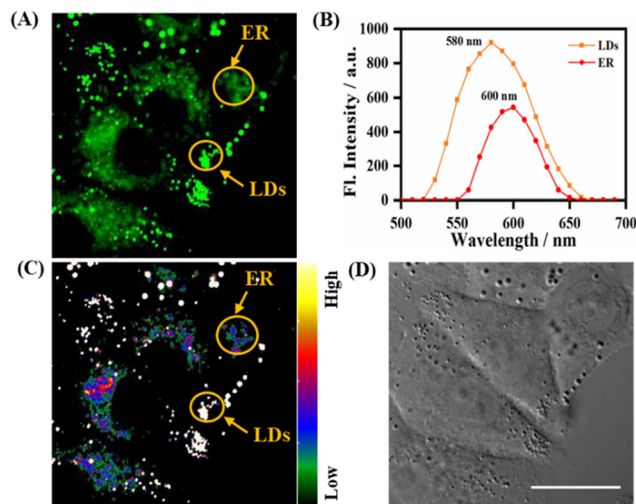 (A)
ER
LDs
(B)
1000
800
600
400
200
0
Fl. Intensity / a.u.
580 nm
600 nm
LDs
ER
500
550
600
650
700
Wavelength / nm
(C)
ER
LDs
High
Low
(D)